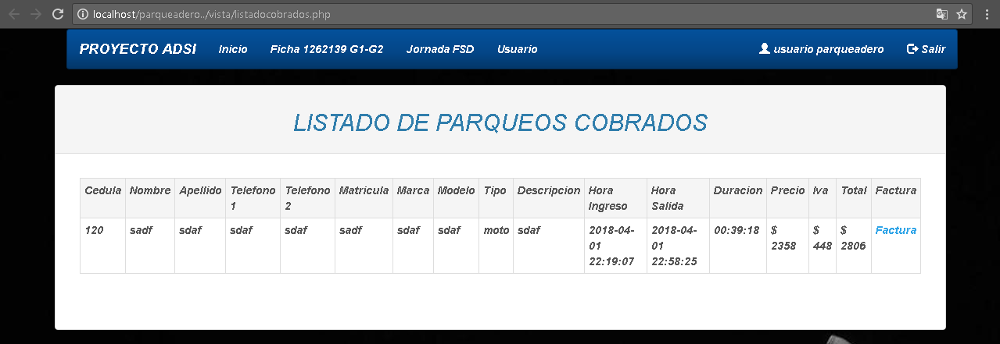 localhost/parqueadero../vista/listadocobrados.php
PROYECTO ADSI Inicio Ficha 1262139 G1-G2 Jornada FSD Usuario usuario parqueadero Salir
LISTADO DE PARQUEOS COBRADOS
Cedula Nombre Apellido Telefono 1 Telefono 2 Matricula Marca Modelo Tipo Descripcion Hora Ingreso Hora Salida Duracion Precio Iva Total Factura
120 sadf sdaf sdaf sdaf sadf sdaf sdaf moto sdaf 2018-04-01 22:19:07 2018-04-01 22:58:25 00:39:18 $ 2358 $ 448 $ 2806 Factura